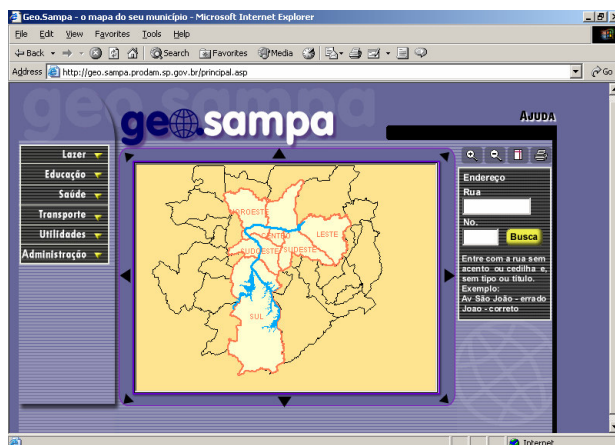 Geo.Sampa - o mapa do seu município - Microsoft Internet Explorer
File Edit View Favorites Tools Help
Back Search Favorites Media
Address http://geo.sampa.prodam.sp.gov.br/principal.asp Go
geo.sampa
geo.sampa
AJUDA
Lazer
Educação
Saúde
Transporte
Utilidades
Administração
NOROESTE
CENTRO
LESTE
SUDOESTE
SUDESTE
SUL
Endereço
Rua
No.
Busca
Entre com a rua sem
acento ou cedilha e,
sem tipo ou título.
Exemplo:
Av São João - errado
Joao - correto
Internet